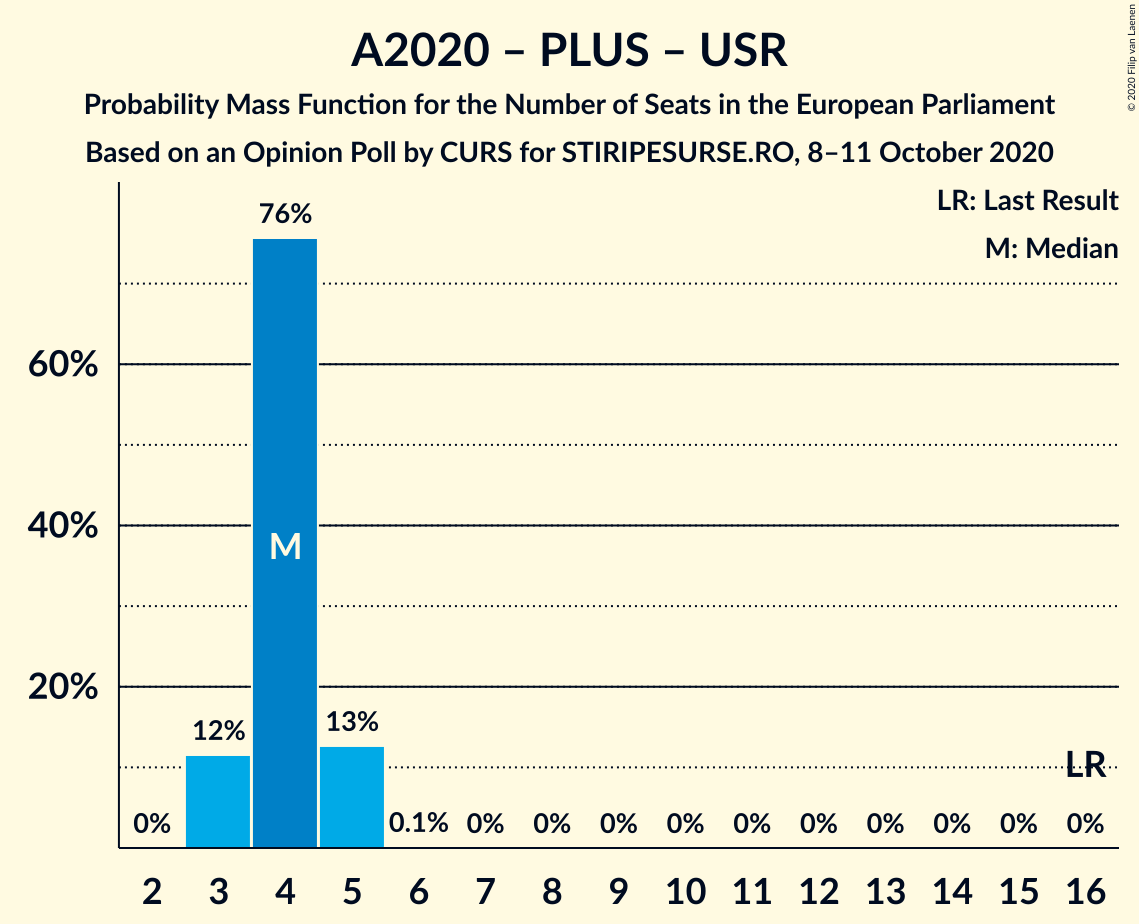 A2020 – PLUS – USR
Probability Mass Function for the Number of Seats in the European Parliament
Based on an Opinion Poll by CURS for STIRIPESURSE.RO, 8–11 October 2020
© 2020 Filip van Laenen
LR: Last Result
M: Median
76%
60%
40%
M
20%
12%
13%
LR
0%
0.1%
0%
0%
0%
0%
0%
0%
0%
0%
0%
0%
2 3 4 5 6 7 8 9 10 11 12 13 14 15 16